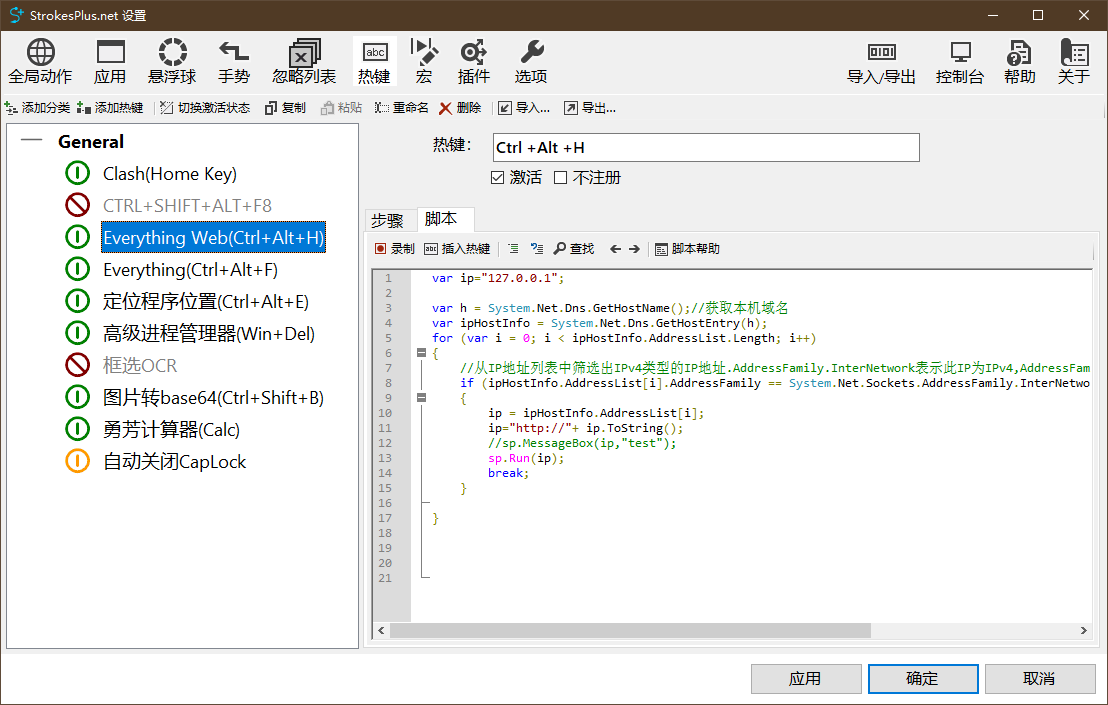 StrokesPlus.net 设置
全局动作 应用 悬浮球 手势 忽略列表 abc 热键 宏 插件 选项 导入/导出 控制台 帮助 关于
添加分类 添加热键 切换激活状态 复制 粘贴 重命名 删除 导入... 导出...
General
Clash(Home Key)
CTRL+SHIFT+ALT+F8
Everything Web(Ctrl+Alt+H)
Everything(Ctrl+Alt+F)
定位程序位置(Ctrl+Alt+E)
高级进程管理器(Win+Del)
框选OCR
图片转base64(Ctrl+Shift+B)
勇芳计算器(Calc)
自动关闭CapLock
热键: Ctrl +Alt +H
激活 不注册
步骤 脚本
录制 abc 插入热键 查找 脚本帮助
1 var ip="127.0.0.1";
2
3 var h = System.Net.Dns.GetHostName();//获取本机域名
4 var ipHostInfo = System.Net.Dns.GetHostEntry(h);
5 for (var i = 0; i < ipHostInfo.AddressList.Length; i++)
6 {
7 //从IP地址列表中筛选出IPv4类型的IP地址.AddressFamily.InterNetwork表示此IP为IPv4,AddressFam
8 if (ipHostInfo.AddressList[i].AddressFamily == System.Net.Sockets.AddressFamily.InterNetwo
9 {
10 ip = ipHostInfo.AddressList[i];
11 ip="http://"+ ip.ToString();
12 //sp.MessageBox(ip,"test");
13 sp.Run(ip);
14 break;
15 }
16
17 }
18
19
20
21
应用 确定 取消